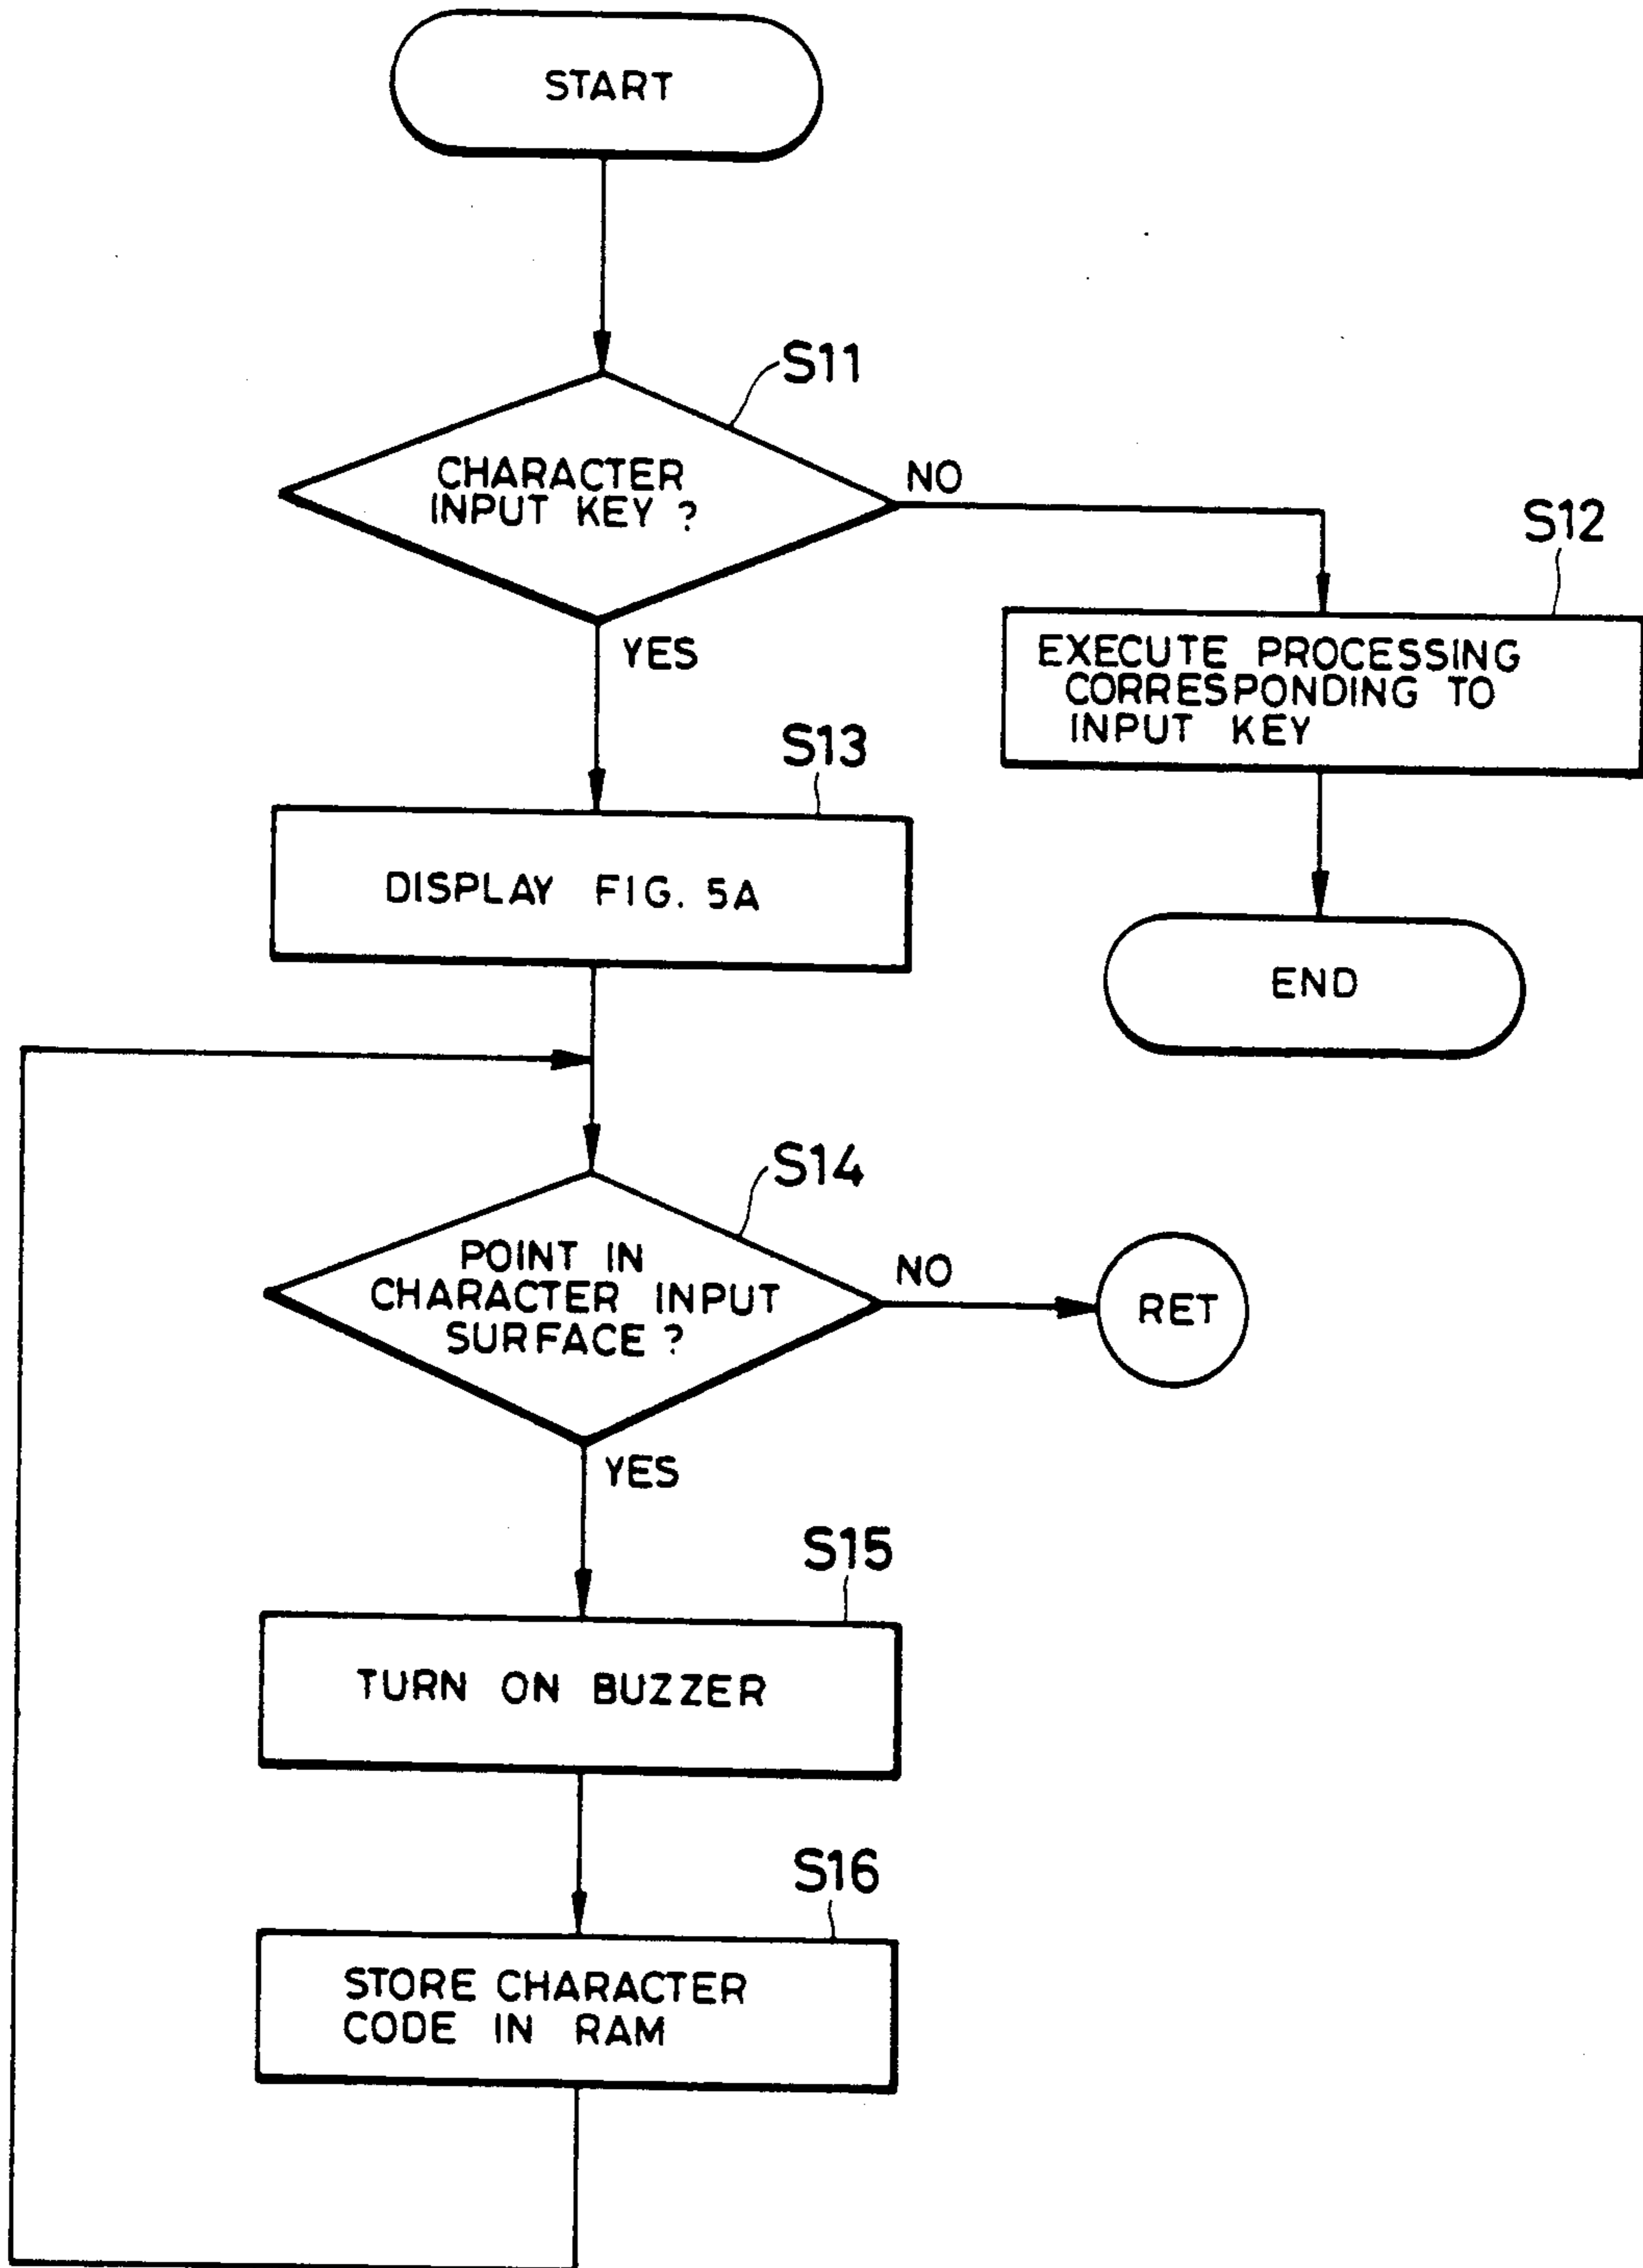 START
S11
CHARACTER
INPUT KEY ?
NO
S12
YES
EXECUTE PROCESSING
CORRESPONDING TO
INPUT KEY
S13
DISPLAY FIG. 5A
END
S14
POINT IN
CHARACTER INPUT
SURFACE ?
NO
RET
YES
S15
TURN ON BUZZER
S16
STORE CHARACTER
CODE IN RAM